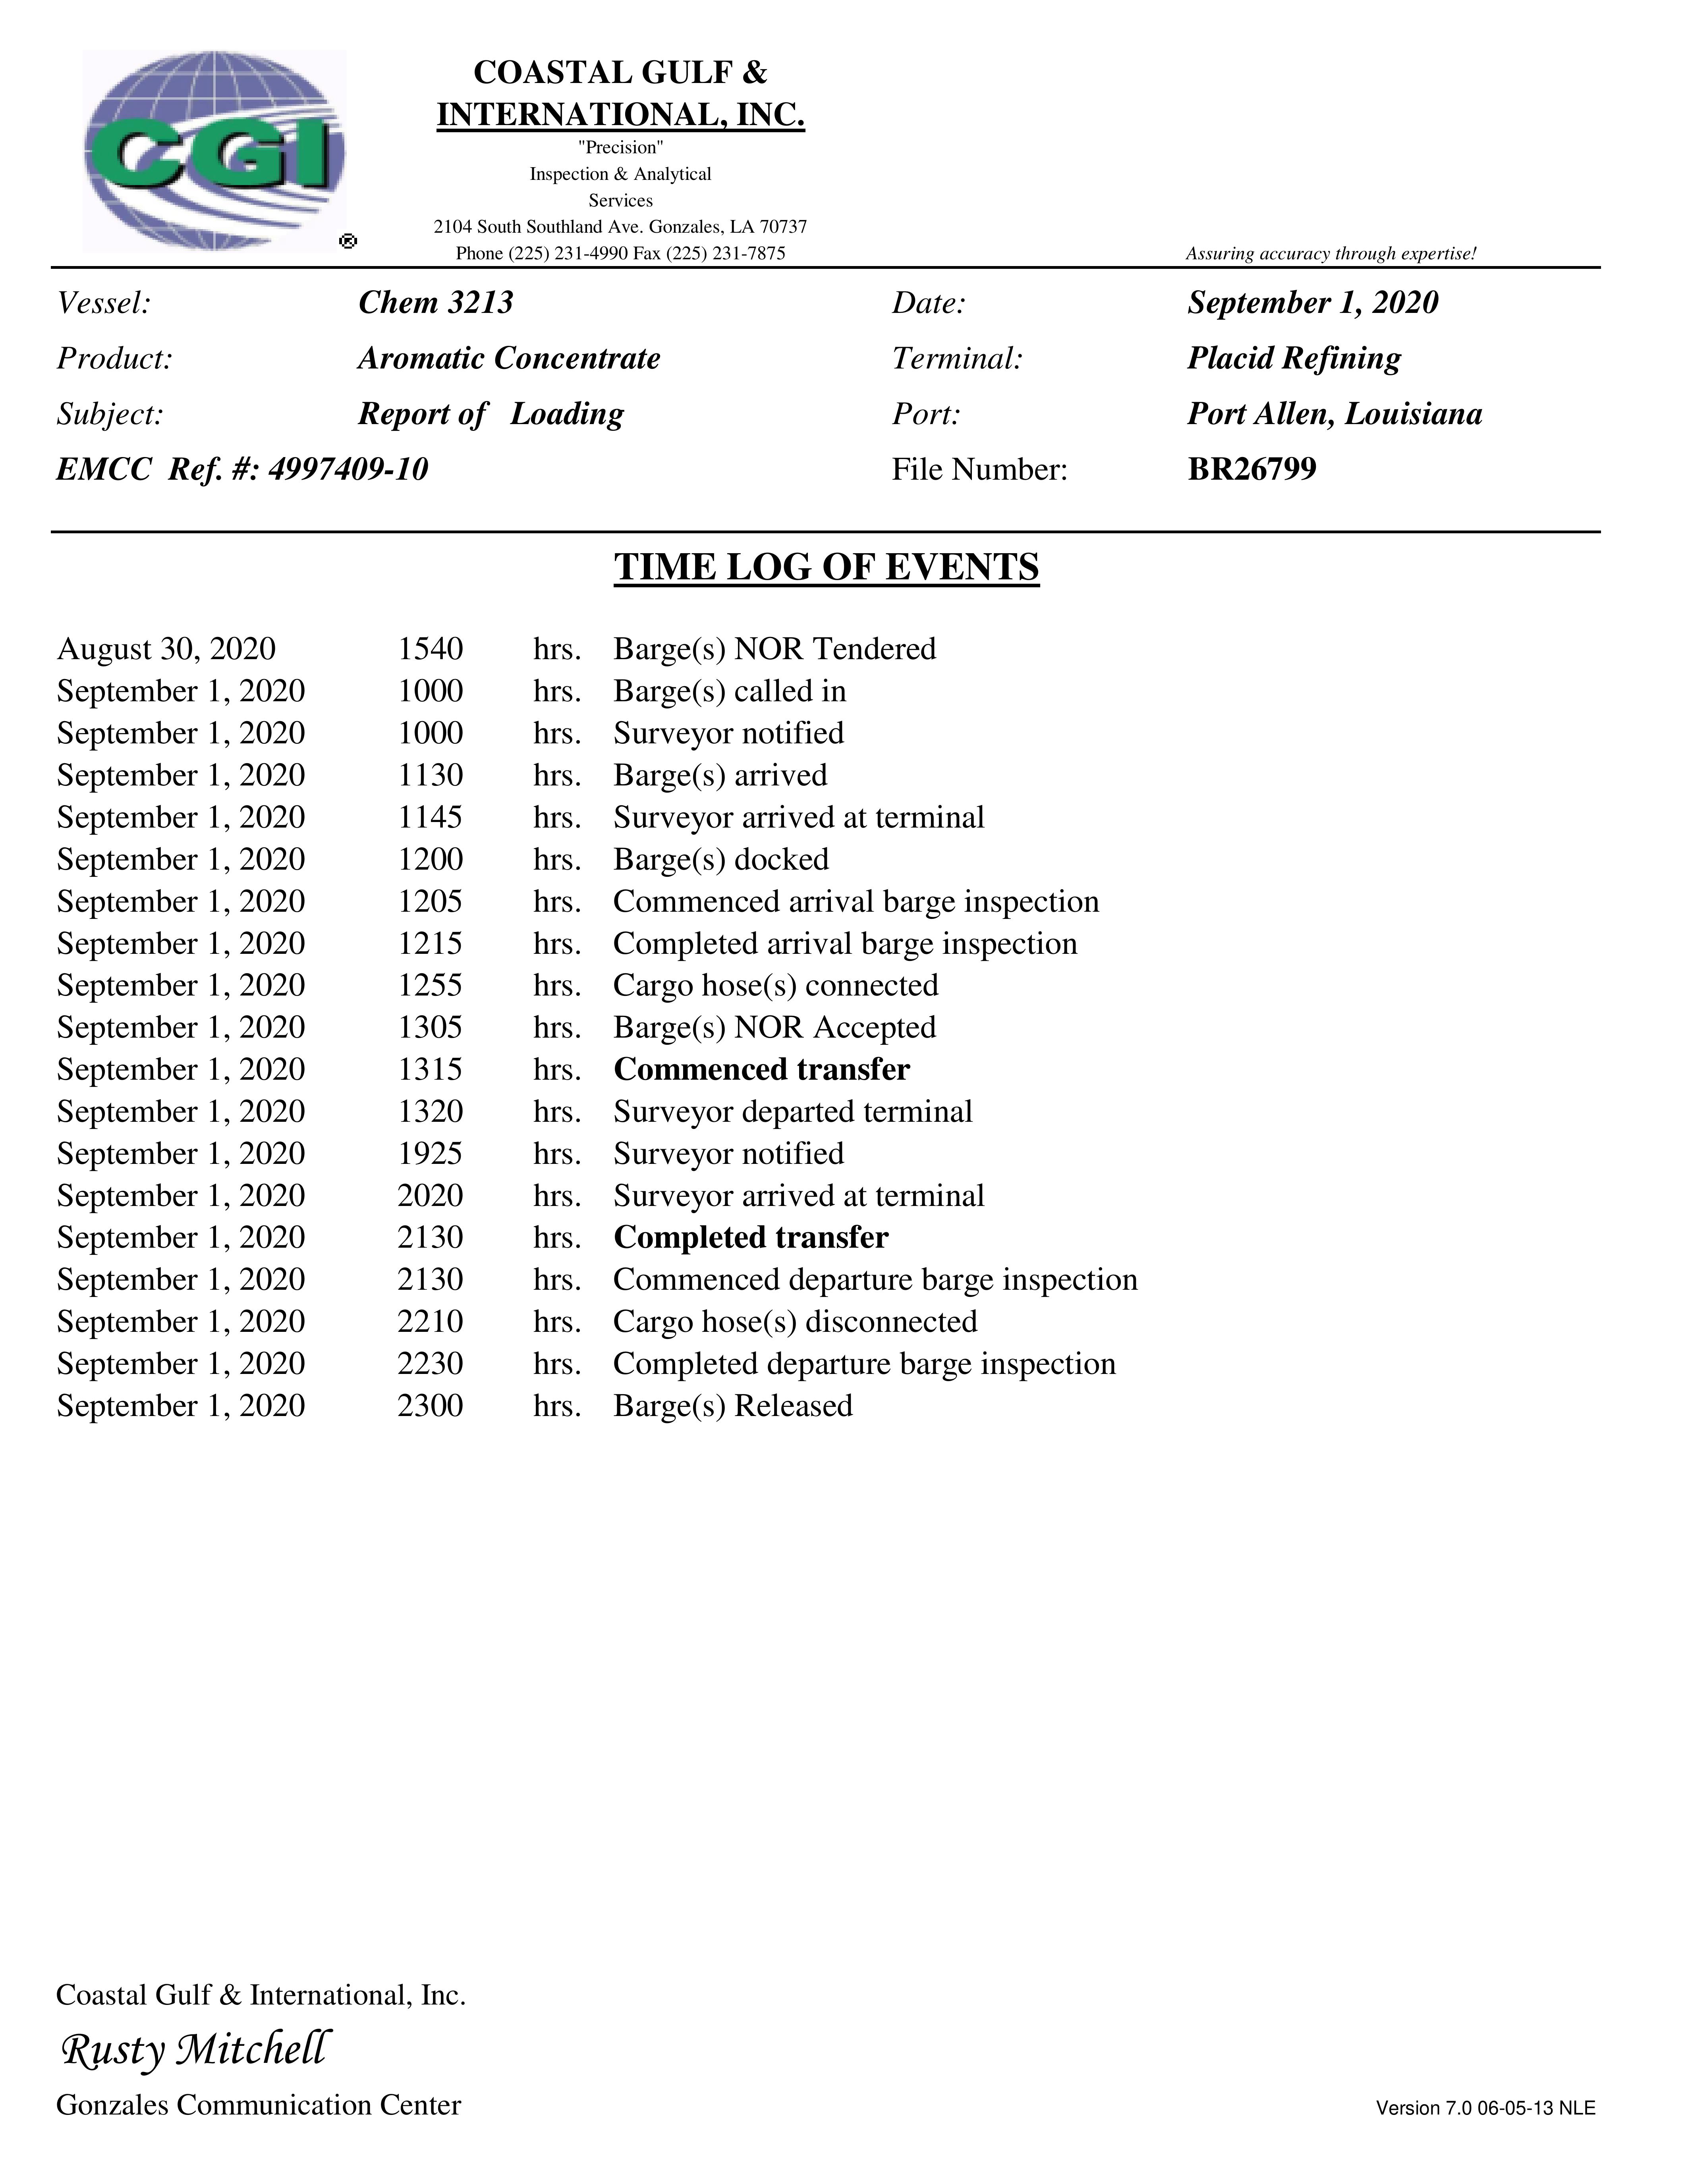 CGI
®
COASTAL GULF &
INTERNATIONAL, INC.
"Precision"
Inspection & Analytical
Services
2104 South Southland Ave. Gonzales, LA 70737
Phone (225) 231-4990 Fax (225) 231-7875
Assuring accuracy through expertise!
Vessel: Chem 3213 Date: September 1, 2020
Product: Aromatic Concentrate Terminal: Placid Refining
Subject: Report of Loading Port: Port Allen, Louisiana
EMCC Ref. #: 4997409-10 File Number: BR26799
TIME LOG OF EVENTS
August 30, 2020 1540 hrs. Barge(s) NOR Tendered
September 1, 2020 1000 hrs. Barge(s) called in
September 1, 2020 1000 hrs. Surveyor notified
September 1, 2020 1130 hrs. Barge(s) arrived
September 1, 2020 1145 hrs. Surveyor arrived at terminal
September 1, 2020 1200 hrs. Barge(s) docked
September 1, 2020 1205 hrs. Commenced arrival barge inspection
September 1, 2020 1215 hrs. Completed arrival barge inspection
September 1, 2020 1255 hrs. Cargo hose(s) connected
September 1, 2020 1305 hrs. Barge(s) NOR Accepted
September 1, 2020 1315 hrs. Commenced transfer
September 1, 2020 1320 hrs. Surveyor departed terminal
September 1, 2020 1925 hrs. Surveyor notified
September 1, 2020 2020 hrs. Surveyor arrived at terminal
September 1, 2020 2130 hrs. Completed transfer
September 1, 2020 2130 hrs. Commenced departure barge inspection
September 1, 2020 2210 hrs. Cargo hose(s) disconnected
September 1, 2020 2230 hrs. Completed departure barge inspection
September 1, 2020 2300 hrs. Barge(s) Released
Coastal Gulf & International, Inc.
Rusty Mitchell
Gonzales Communication Center
Version 7.0 06-05-13 NLE